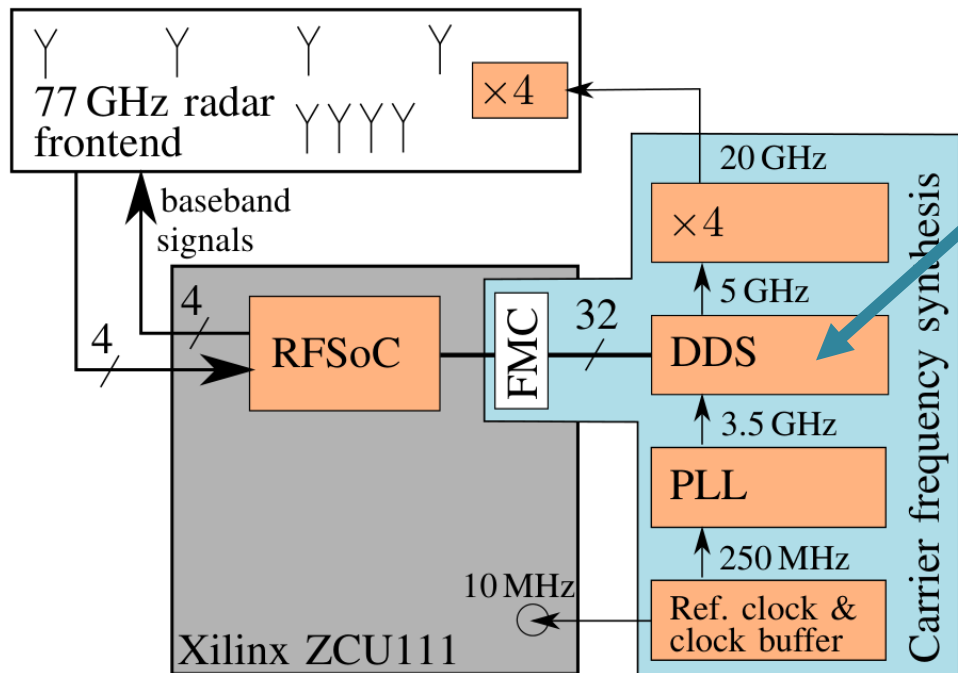 77 GHz radar
frontend
×4
20 GHz
baseband
signals
×4
5 GHz
4
4
RFSoC
FMC
32
DDS
3.5 GHz
PLL
250 MHz
10 MHz
Ref. clock &
clock buffer
Xilinx ZCU111
Carrier frequency synhesis